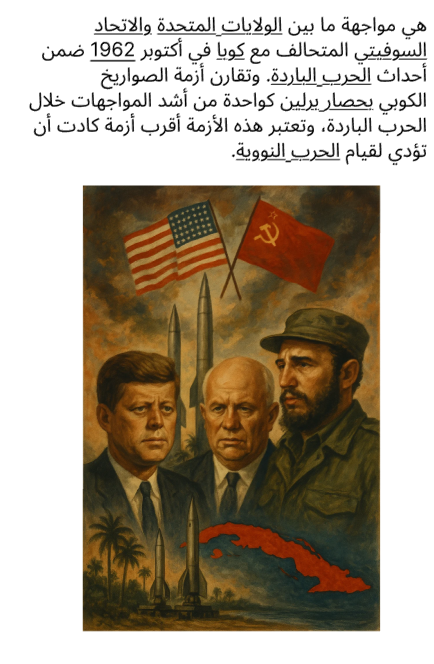 هي مواجهة ما بين الولايات المتحدة والاتحاد
السوفيتي المتحالف مع كوبا في أكتوبر 1962 ضمن
أحداث الحرب الباردة. وتقارن أزمة الصواريخ
الكوبي بحصار برلين كواحدة من أشد المواجهات خلال
الحرب الباردة، وتعتبر هذه الأزمة أقرب أزمة كادت أن
تؤدي لقيام الحرب النووية.